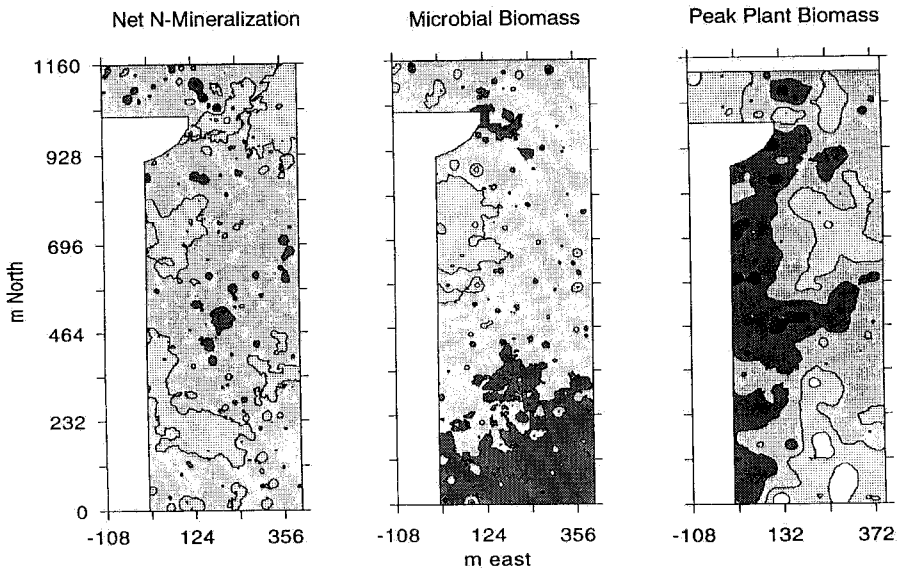 Net N-Mineralization
Microbial Biomass
Peak Plant Biomass
1160
928
696
464
232
0
m North
-108 124 356
-108 124 356
-108 132 372
m east